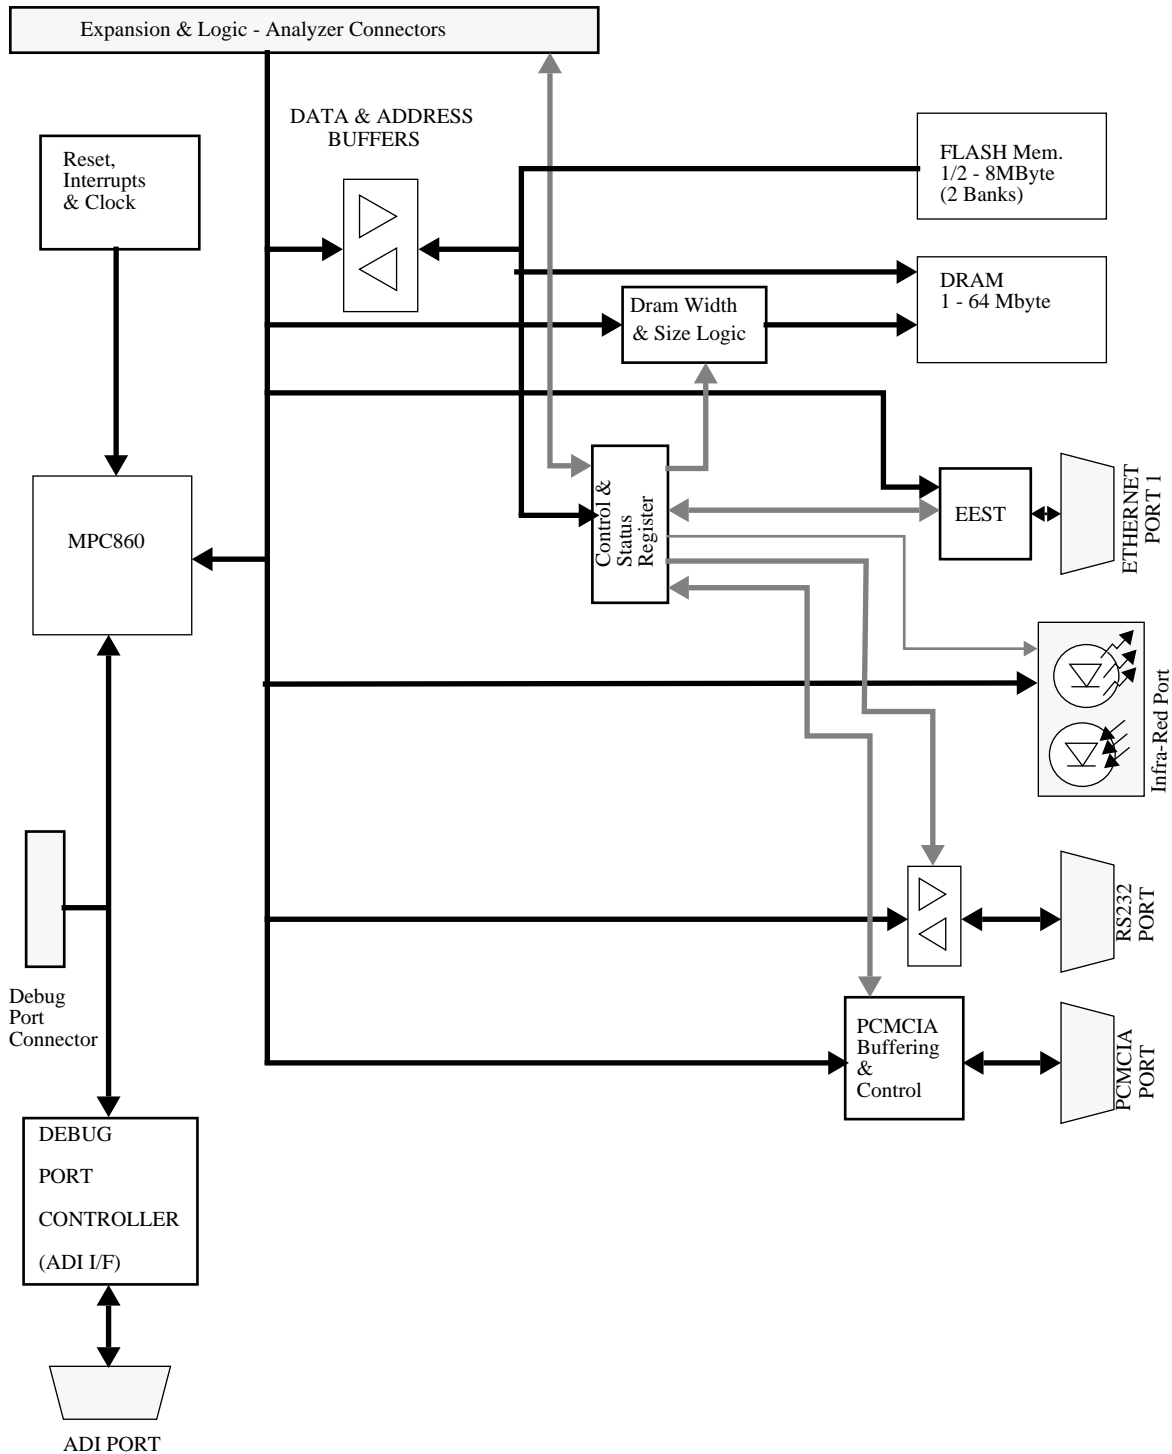 Expansion & Logic - Analyzer Connectors
DATA & ADDRESS
BUFFERS
Reset,
Interrupts
& Clock
FLASH Mem.
1/2 - 8MByte
(2 Banks)
DRAM
1 - 64 Mbyte
Dram Width
& Size Logic
MPC860
Control &
Status
Register
EEST
ETHERNET
PORT 1
Infra-Red Port
RS232
PORT
Debug
Port
Connector
PCMCIA
Buffering
&
Control
PCMCIA
PORT
DEBUG
PORT
CONTROLLER
(ADI I/F)
ADI PORT